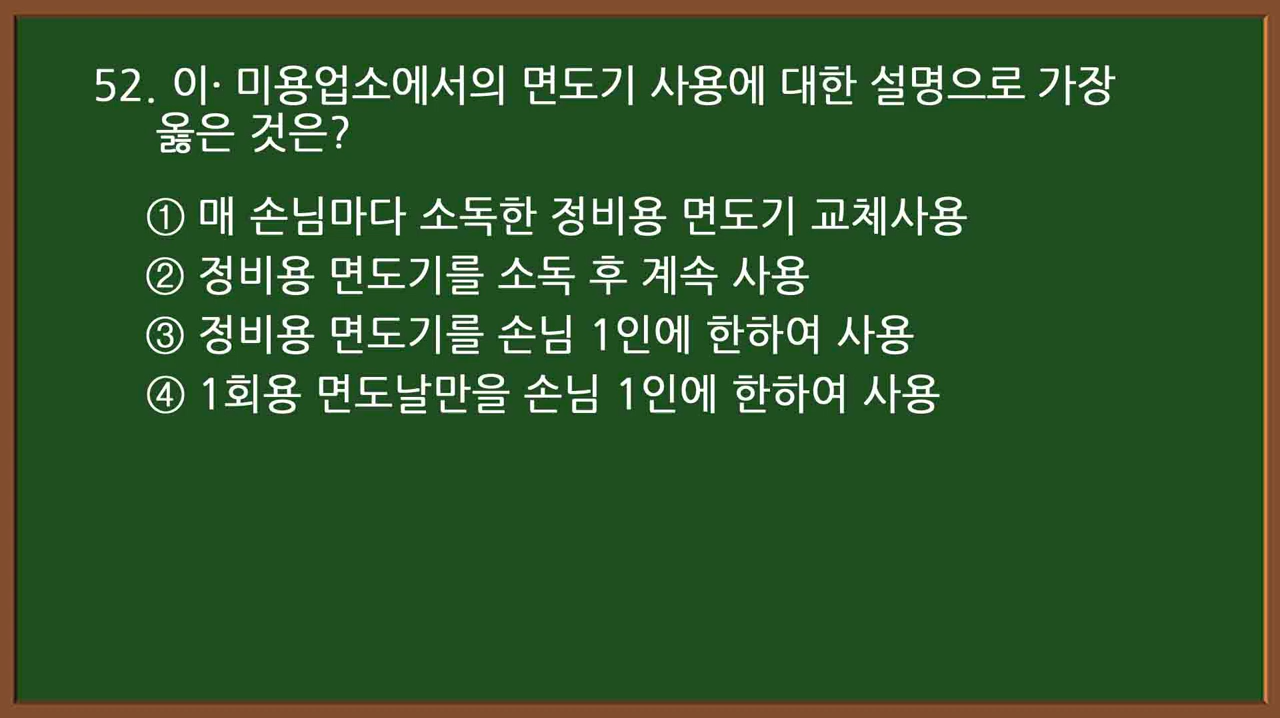 52. 이· 미용업소에서의 면도기 사용에 대한 설명으로 가장
옳은 것은?
① 매 손님마다 소독한 정비용 면도기 교체사용
② 정비용 면도기를 소독 후 계속 사용
③ 정비용 면도기를 손님 1인에 한하여 사용
④ 1회용 면도날만을 손님 1인에 한하여 사용